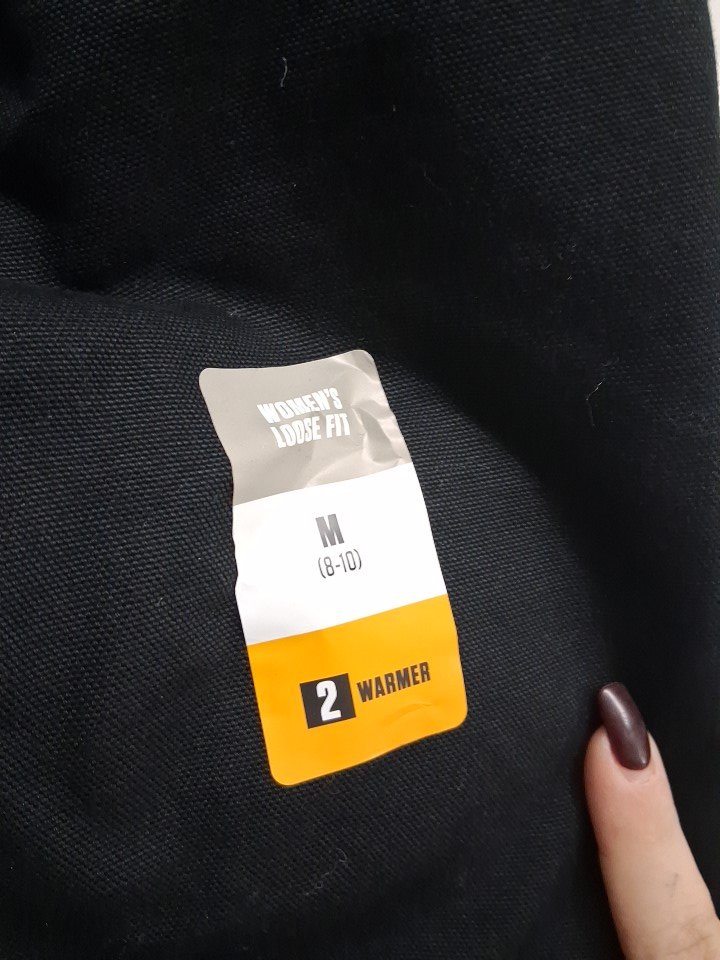 WOMEN'S
LOOSE FIT
M
(8-10)
2 WARMER